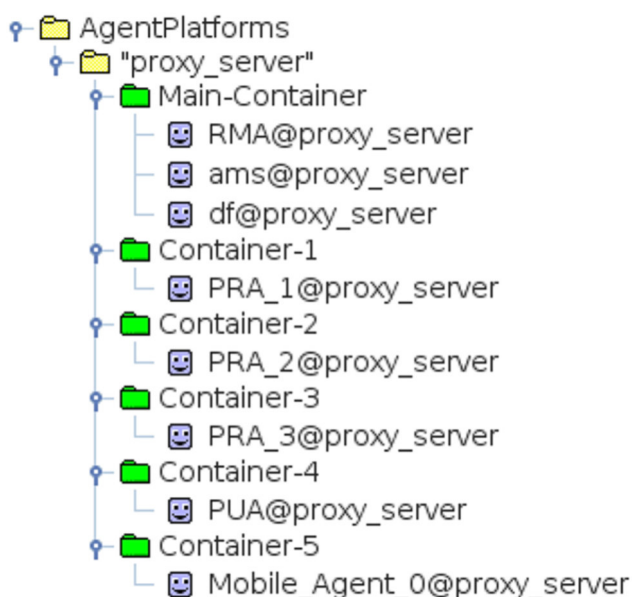 AgentPlatforms
"proxy_server"
Main-Container
RMA@proxy_server
ams@proxy_server
df@proxy_server
Container-1
PRA_1@proxy_server
Container-2
PRA_2@proxy_server
Container-3
PRA_3@proxy_server
Container-4
PUA@proxy_server
Container-5
Mobile_Agent_0@proxy_server